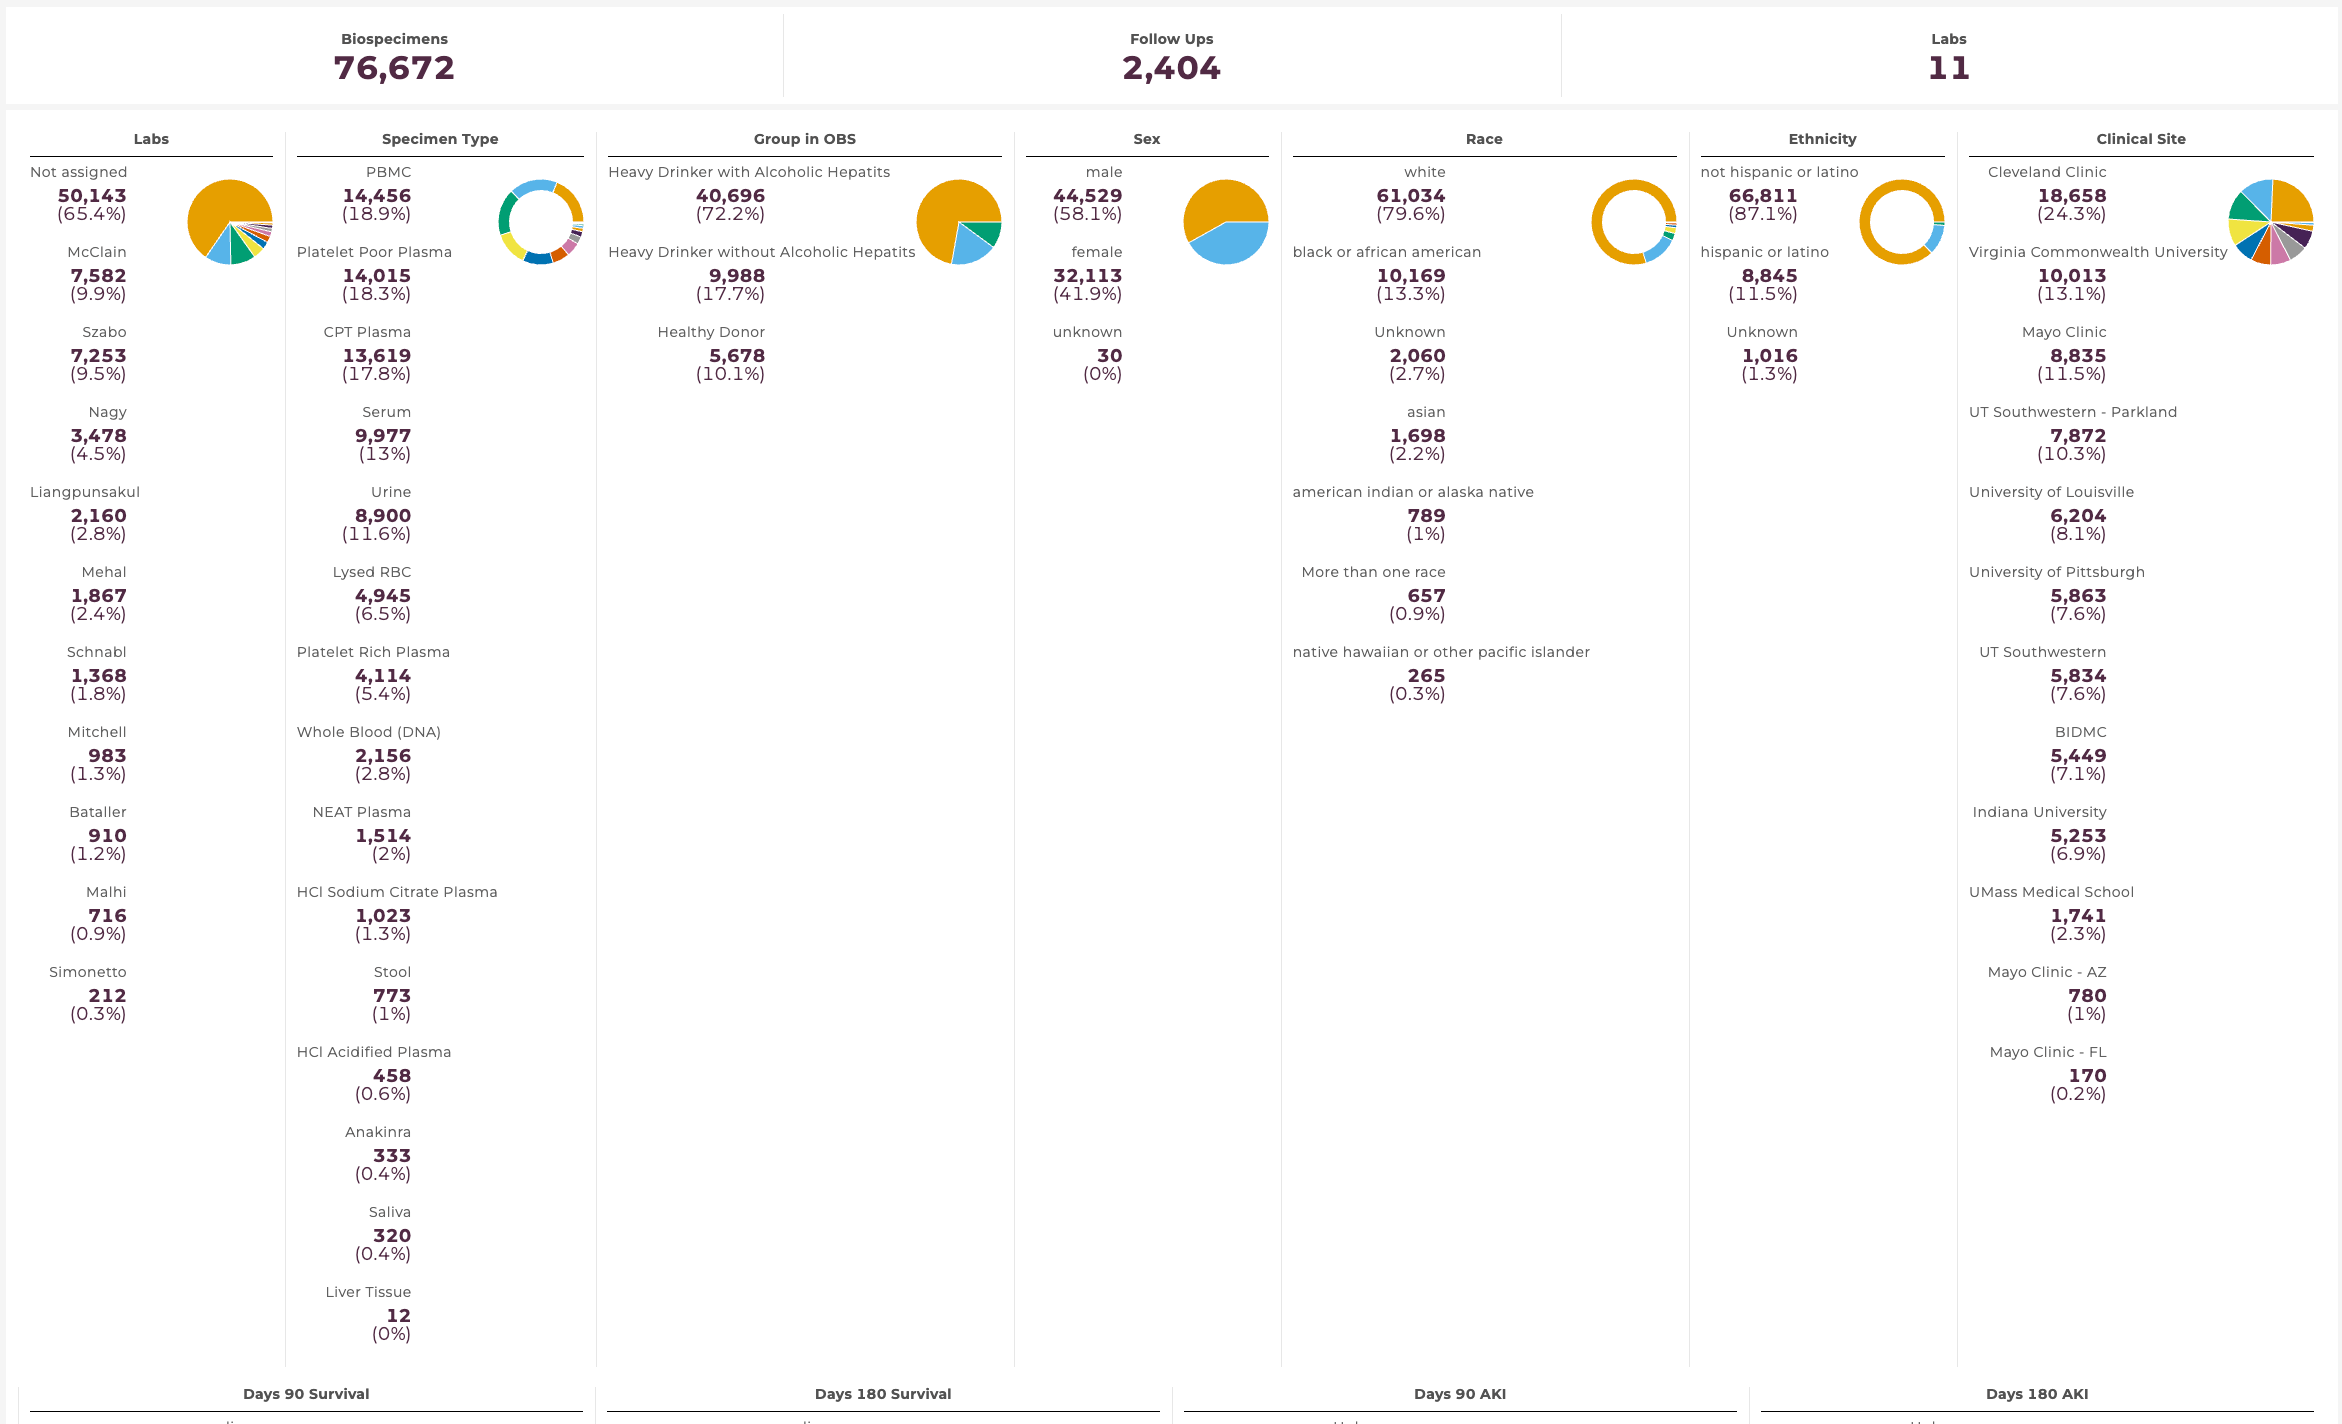 Biospecimens
76,672
Follow Ups
2,404
Labs
11
Labs
Not assigned
50,143
(65.4%)
McClain
7,582
(9.9%)
Szabo
7,253
(9.5%)
Nagy
3,478
(4.5%)
Liangpunsakul
2,160
(2.8%)
Mehal
1,867
(2.4%)
Schnabl
1,368
(1.8%)
Mitchell
983
(1.3%)
Bataller
910
(1.2%)
Malhi
716
(0.9%)
Simonetto
212
(0.3%)
Specimen Type
PBMC
14,456
(18.9%)
Platelet Poor Plasma
14,015
(18.3%)
CPT Plasma
13,619
(17.8%)
Serum
9,977
(13%)
Urine
8,900
(11.6%)
Lysed RBC
4,945
(6.5%)
Platelet Rich Plasma
4,114
(5.4%)
Whole Blood (DNA)
2,156
(2.8%)
NEAT Plasma
1,514
(2%)
HCl Sodium Citrate Plasma
1,023
(1.3%)
Stool
773
(1%)
HCl Acidified Plasma
458
(0.6%)
Anakinra
333
(0.4%)
Saliva
320
(0.4%)
Liver Tissue
12
(0%)
Group in OBS
Heavy Drinker with Alcoholic Hepatits
40,696
(72.2%)
Heavy Drinker without Alcoholic Hepatits
9,988
(17.7%)
Healthy Donor
5,678
(10.1%)
Sex
male
44,529
(58.1%)
female
32,113
(41.9%)
unknown
30
(0%)
Race
white
61,034
(79.6%)
black or african american
10,169
(13.3%)
Unknown
2,060
(2.7%)
asian
1,698
(2.2%)
american indian or alaska native
789
(1%)
More than one race
657
(0.9%)
native hawaiian or other pacific islander
265
(0.3%)
Ethnicity
not hispanic or latino
66,811
(87.1%)
hispanic or latino
8,845
(11.5%)
Unknown
1,016
(1.3%)
Clinical Site
Cleveland Clinic
18,658
(24.3%)
Virginia Commonwealth University
10,013
(13.1%)
Mayo Clinic
8,835
(11.5%)
UT Southwestern - Parkland
7,872
(10.3%)
University of Louisville
6,204
(8.1%)
University of Pittsburgh
5,863
(7.6%)
UT Southwestern
5,834
(7.6%)
BIDMC
5,449
(7.1%)
Indiana University
5,253
(6.9%)
UMass Medical School
1,741
(2.3%)
Mayo Clinic - AZ
780
(1%)
Mayo Clinic - FL
170
(0.2%)
Days 90 Survival
Days 180 Survival
Days 90 AKI
Days 180 AKI